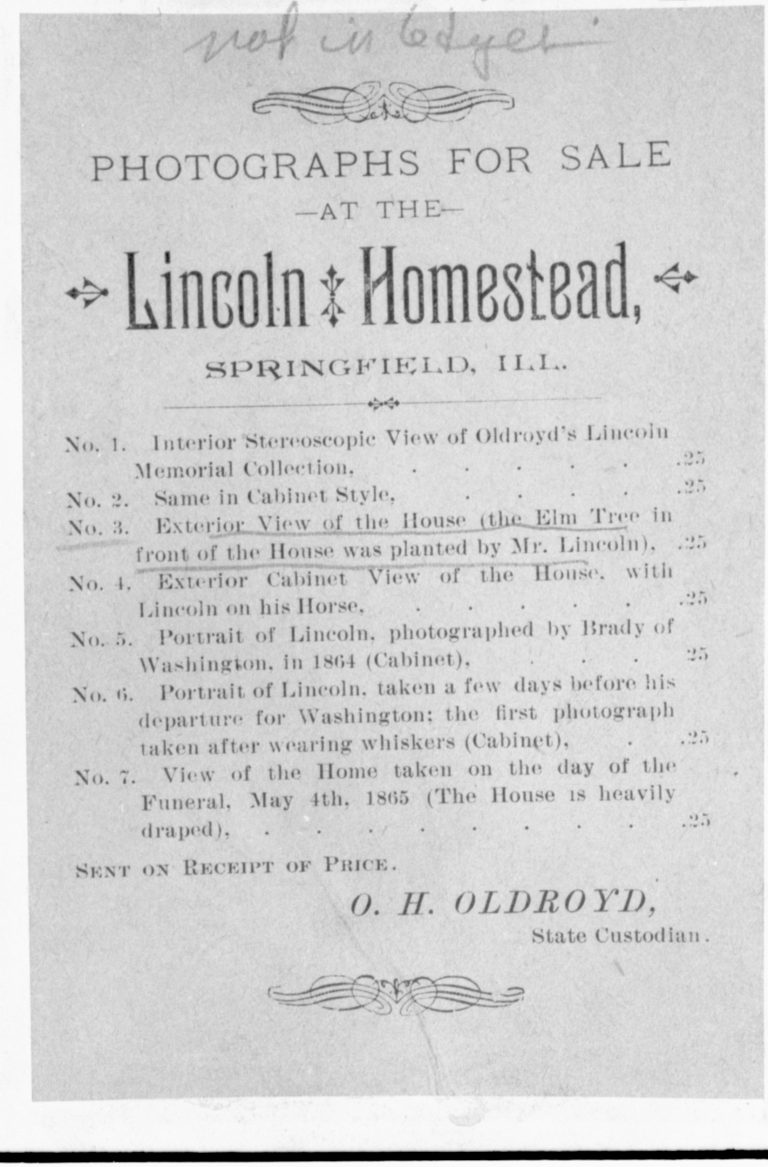 not in
PHOTOGRAPHS FOR SALE
—AT THE—
Lincoln Homestead,
SPRINGFIELD, ILL.
No. 1. Interior Stereoscopic View of Oldroyd's Lincoln
Memorial Collection, . . . . . .25
No. 2. Same in Cabinet Style, . . . . .25
No. 3. Exterior View of the House (the Elm Tree in
front of the House was planted by Mr. Lincoln), .25
No. 4. Exterior Cabinet View of the House, with
Lincoln on his Horse, . . . . . .25
No. 5. Portrait of Lincoln, photographed by Brady of
Washington, in 1864 (Cabinet), . . . 25
No. 6. Portrait of Lincoln, taken a few days before his
departure for Washington; the first photograph
taken after wearing whiskers (Cabinet), . .25
No. 7. View of the Home taken on the day of the
Funeral, May 4th, 1865 (The House is heavily
draped), . . . . . . . . .25
SENT ON RECEIPT OF PRICE.
O. H. OLDROYD,
State Custodian.